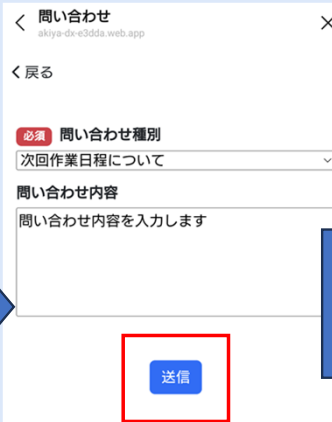 問い合わせ
akiya-dx-e3dda.web.app
戻る
必須 問い合わせ種別
次回作業日程について
問い合わせ内容
問い合わせ内容を入力します
送信